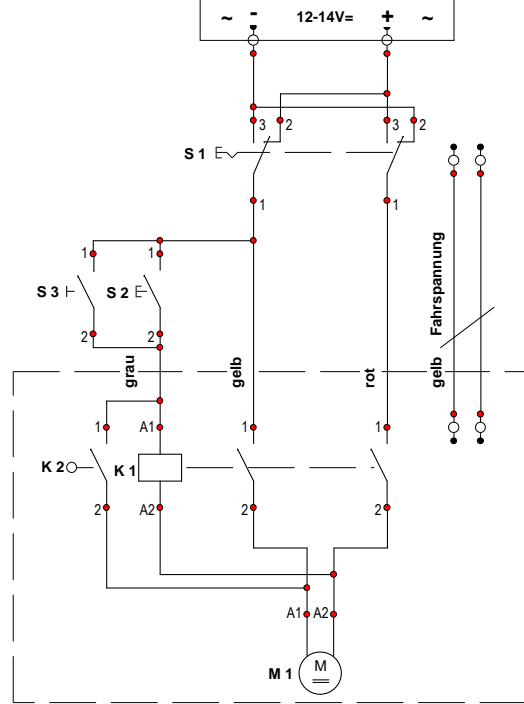 ~ - 12-14V= + ~
3 2 3 2
S 1
1 1
1 1
S 3 S 2
2 2
Fahrspannung
grau gelb rot gelb
1 A1 1 1
K 2 K 1
2 A2 2 2
A1 A2
M 1 M